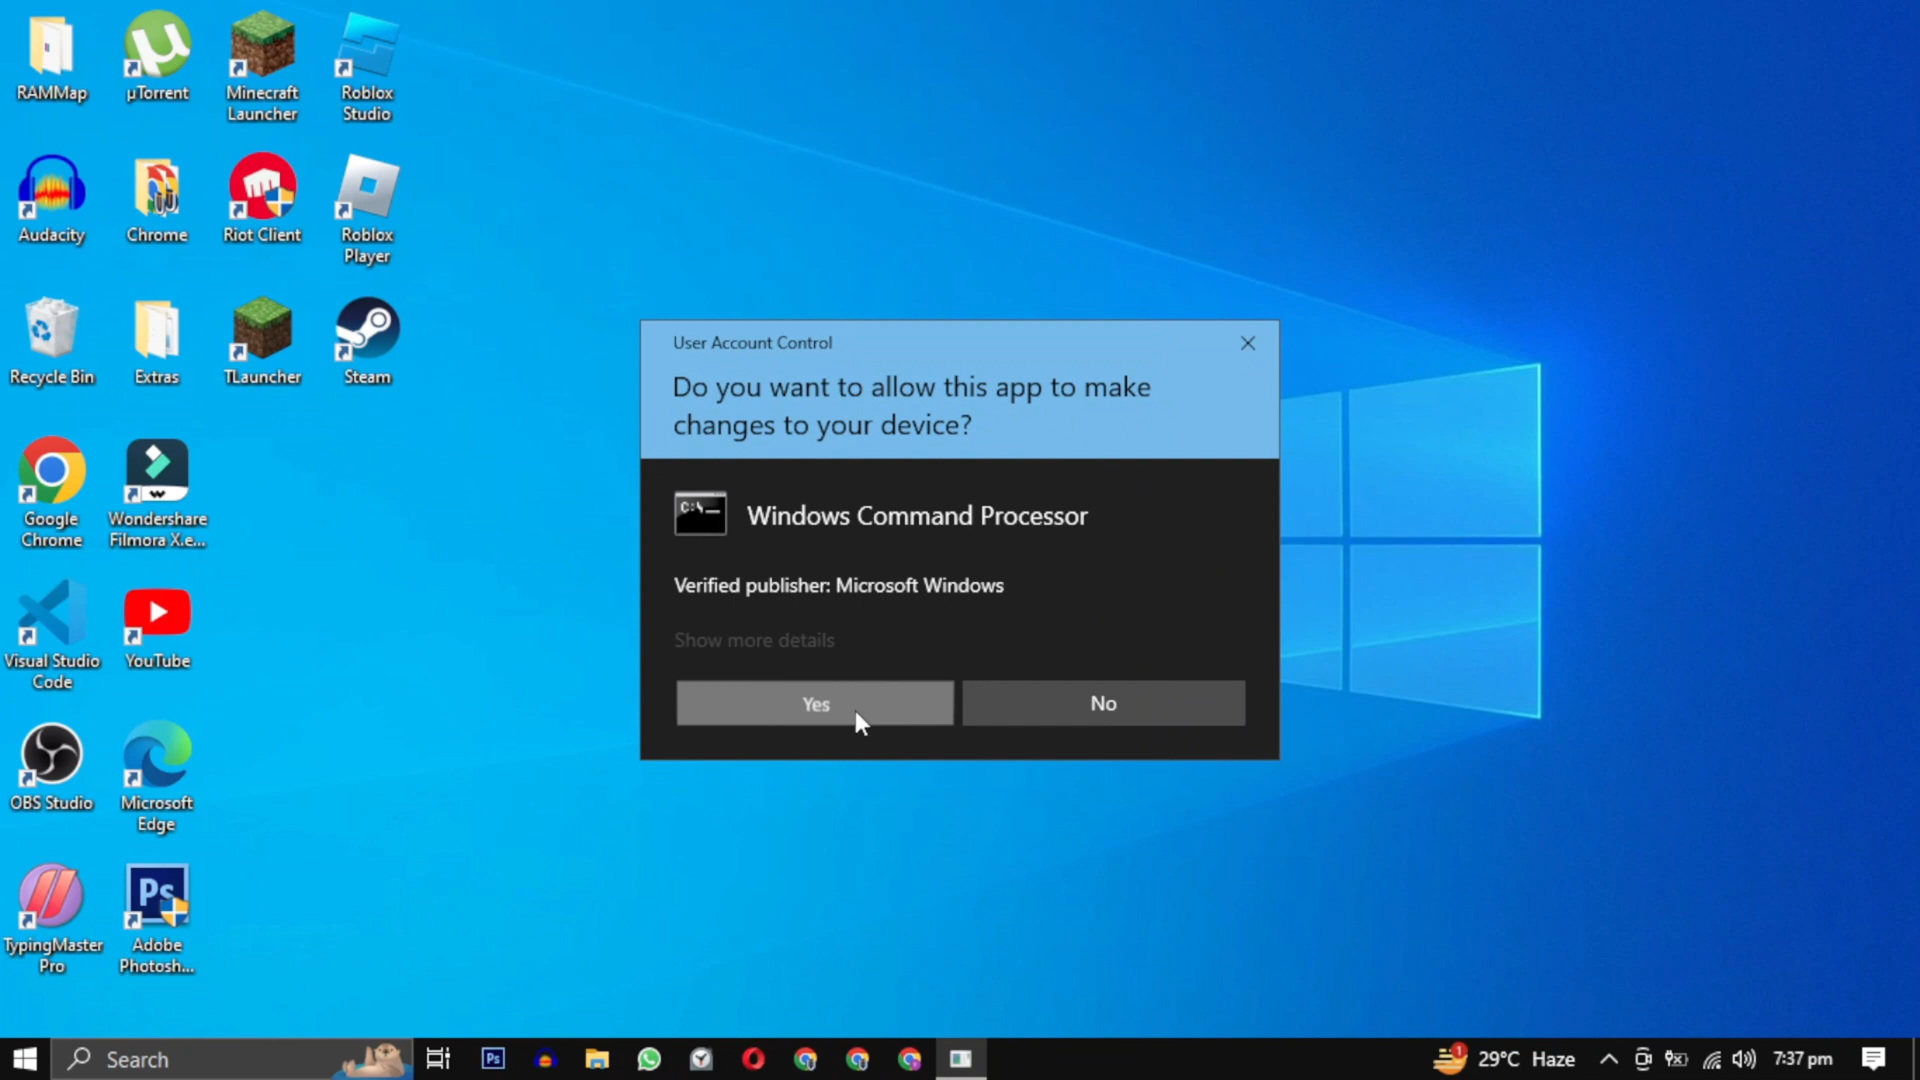 RAMMap
µTorrent
Minecraft
Launcher
Roblox
Studio
Audacity
Chrome
Riot Client
Roblox
Player
Recycle Bin
Extras
TLauncher
Steam
Google
Chrome
Wondershare
Filmora X.e...
Visual Studio
Code
YouTube
OBS Studio
Microsoft
Edge
TypingMaster
Pro
Ps
Adobe
Photosh...
User Account Control
Do you want to allow this app to make
changes to your device?
C:\
Windows Command Processor
Verified publisher: Microsoft Windows
Show more details
Yes
No
Search
Ps
1
29°C Haze
7:37 pm